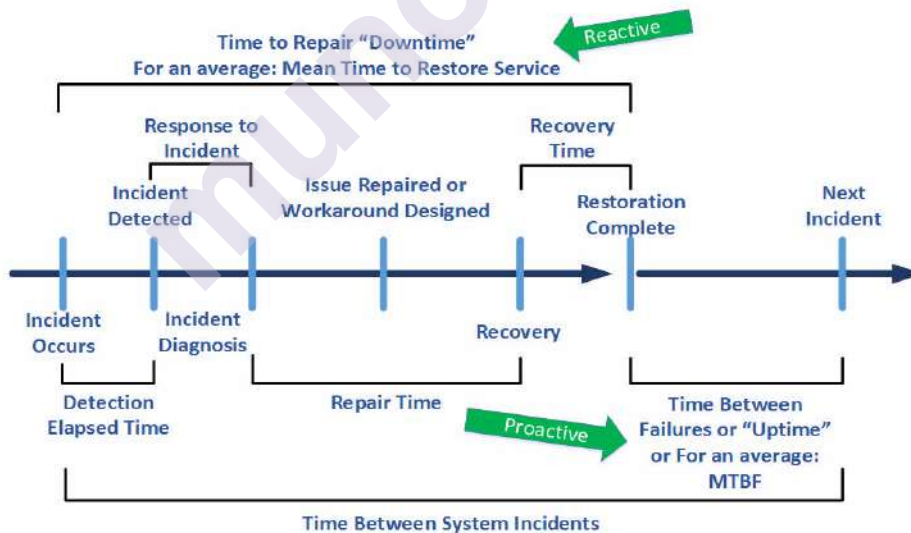 Time to Repair “Downtime”
For an average: Mean Time to Restore Service
Reactive
Response to
Incident
Recovery
Time
Incident
Detected
Issue Repaired or
Workaround Designed
Restoration
Complete
Next
Incident
Incident
Occurs
Incident
Diagnosis
Recovery
Detection
Elapsed Time
Repair Time
Proactive
Time Between
Failures or “Uptime”
or For an average:
MTBF
Time Between System Incidents